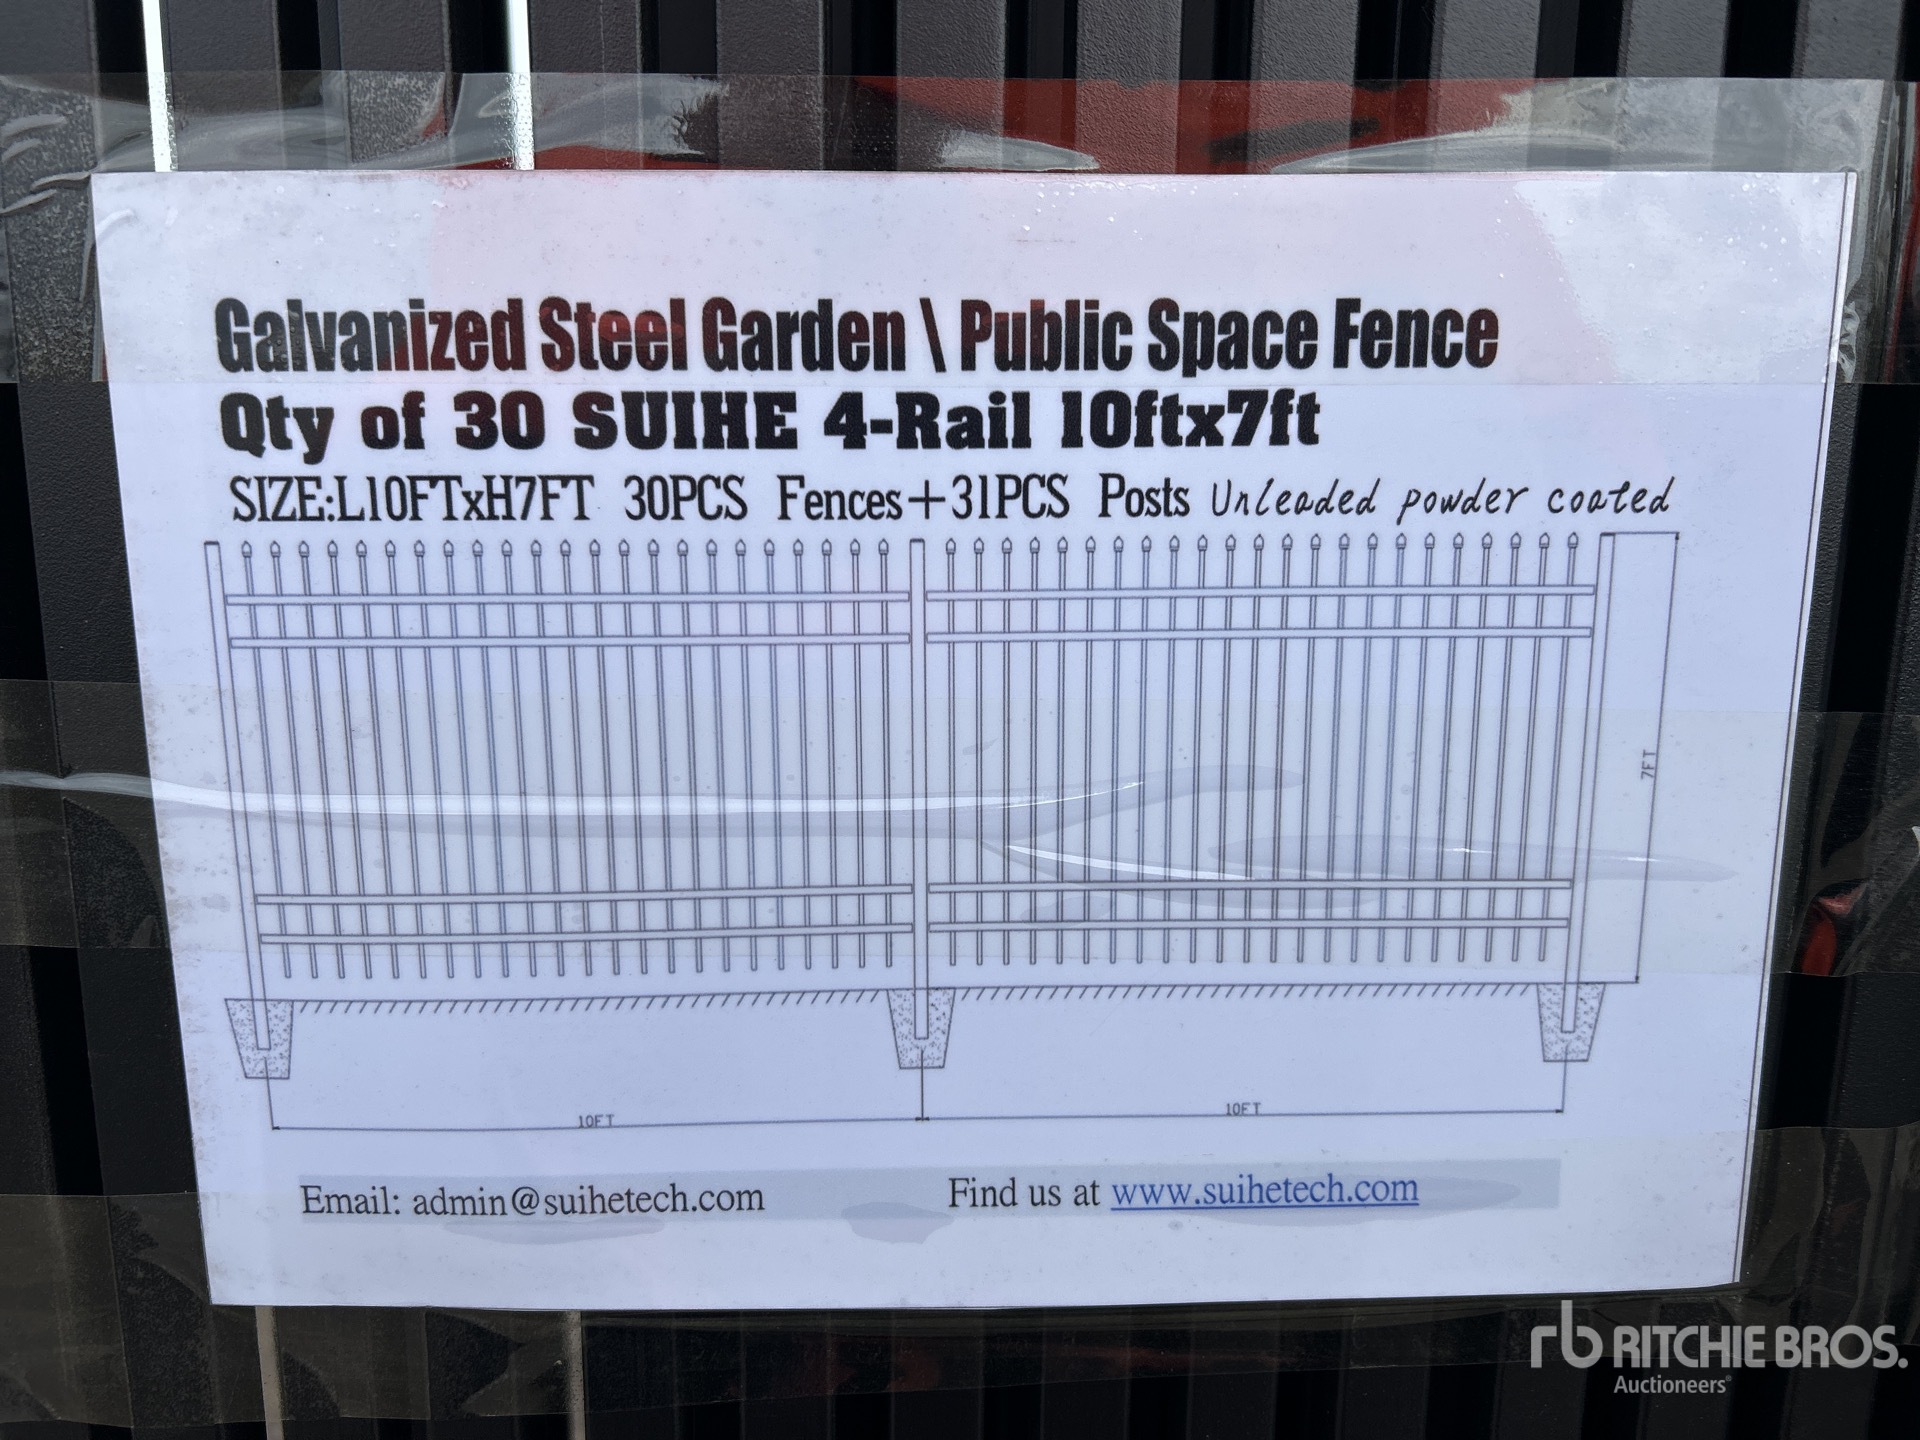 Galvanized Steel Garden \ Public Space Fence
Qty of 30 SUIHE 4-Rail 10ftx7ft
SIZE:L10FTxH7FT 30PCS Fences+31PCS Posts Unleaded powder coated
7FT
10FT
10FT
Email: admin@suihetech.com
Find us at www.suihetech.com
rb RITCHIE BROS.
Auctioneers®